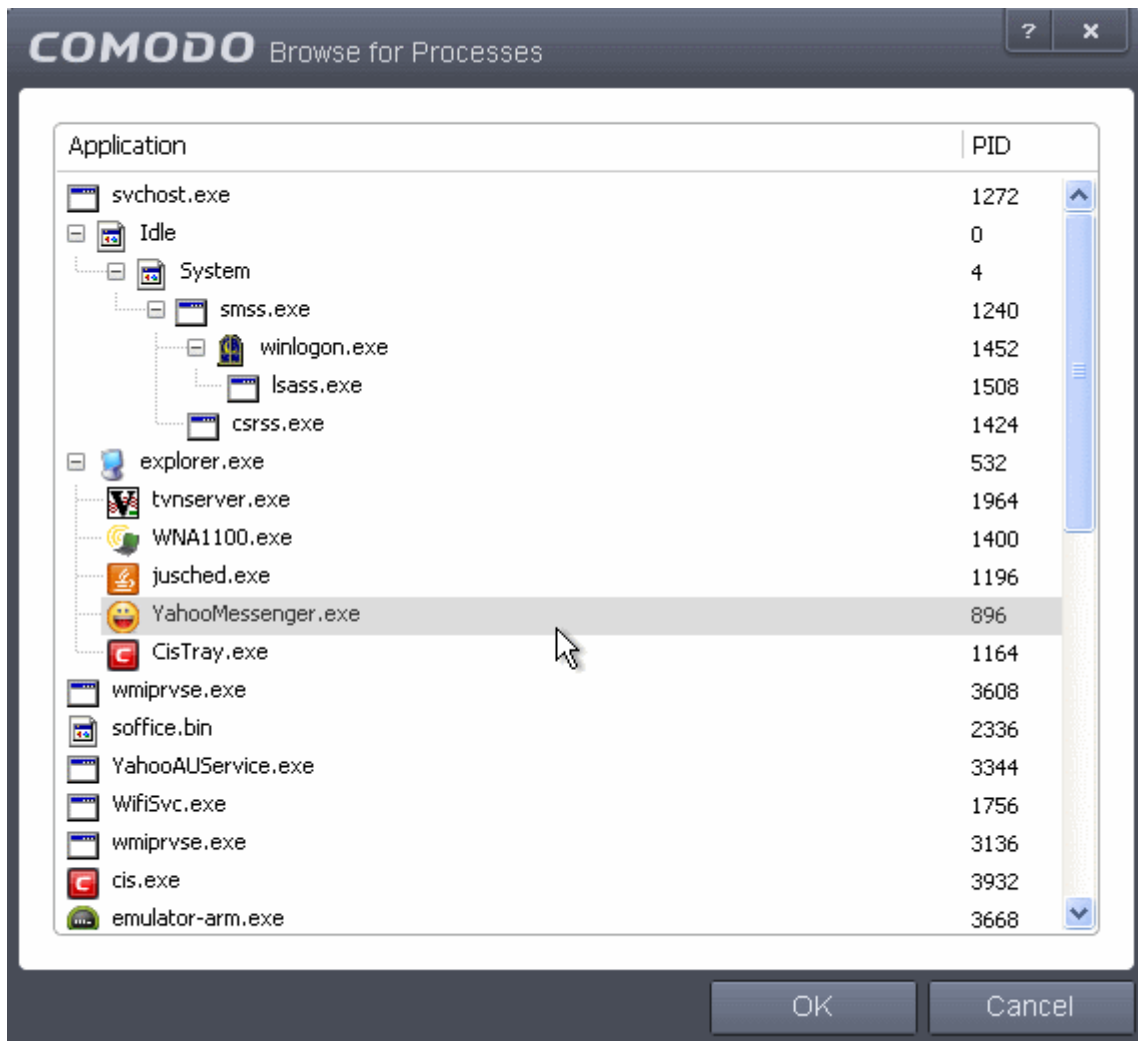 COMODO Browse for Processes ? x
Application PID
svchost.exe 1272
Idle 0
System 4
smss.exe 1240
winlogon.exe 1452
lsass.exe 1508
csrss.exe 1424
explorer.exe 532
tvnserver.exe 1964
WNA1100.exe 1400
jusched.exe 1196
YahooMessenger.exe 896
CisTray.exe 1164
wmiprvse.exe 3608
soffice.bin 2336
YahooAUService.exe 3344
WifiSvc.exe 1756
wmiprvse.exe 3136
cis.exe 3932
emulator-arm.exe 3668
OK Cancel